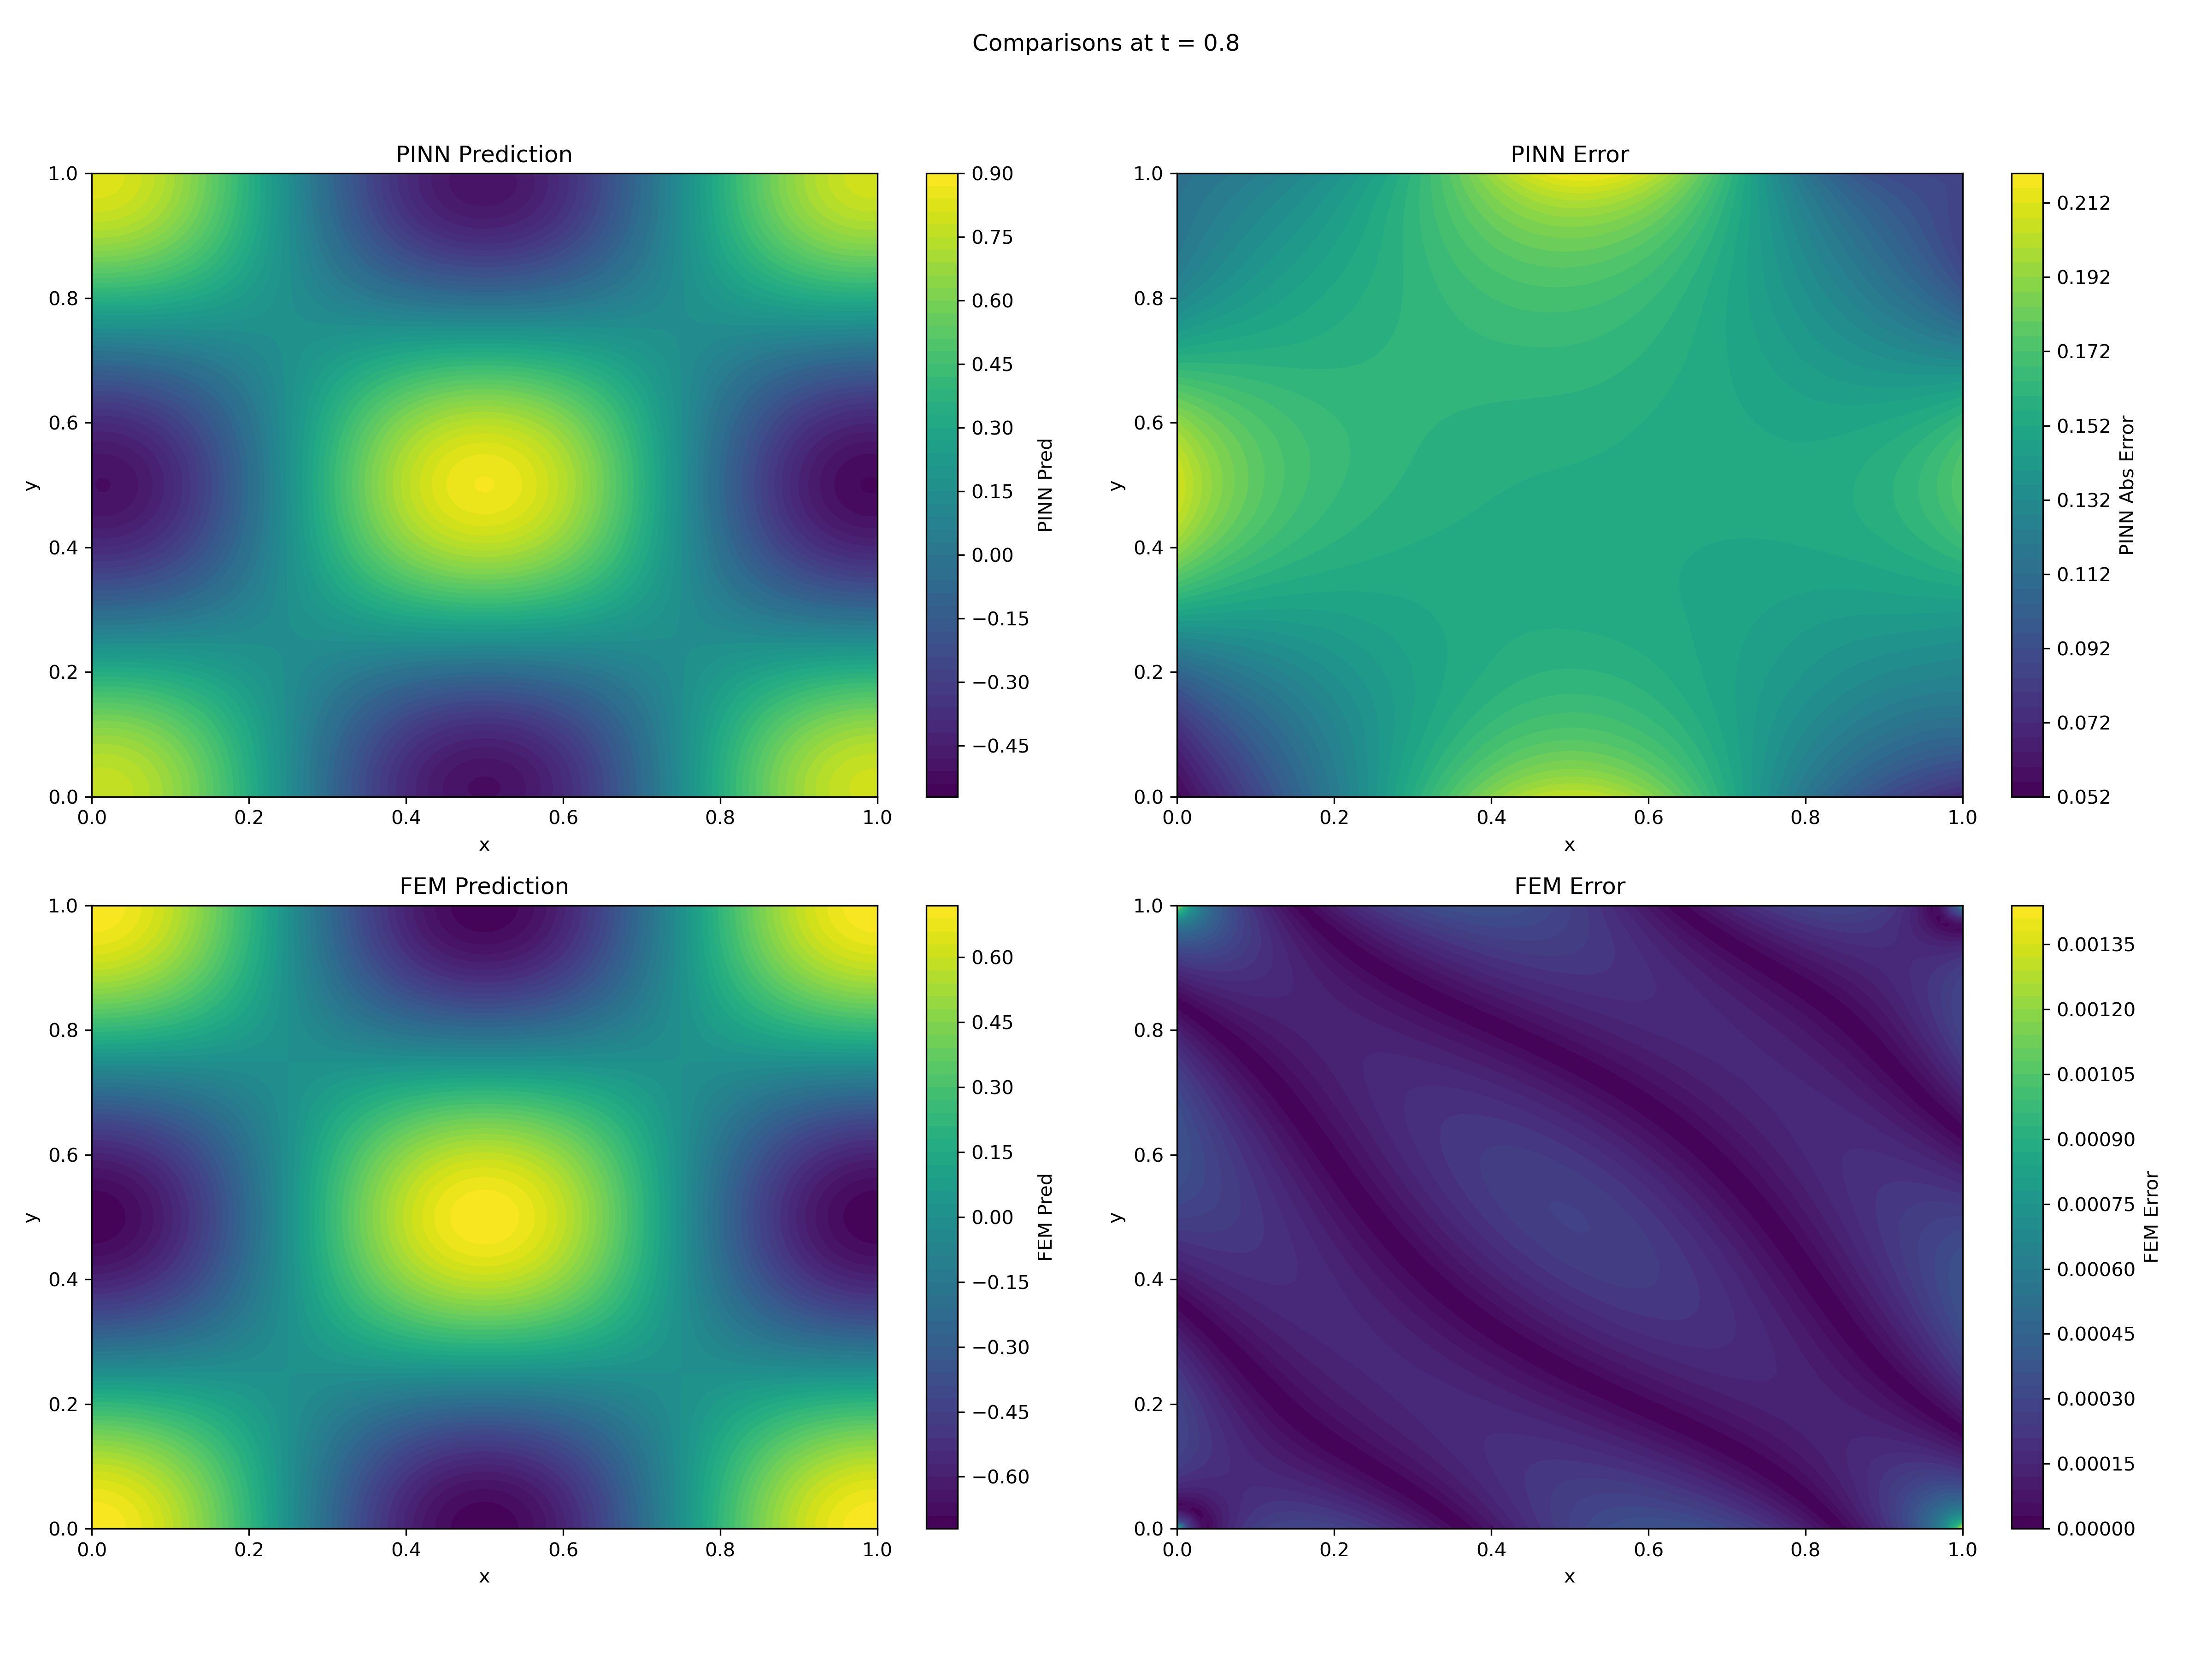 Comparisons at t = 0.8
PINN Prediction
1.0
0.8
0.6
0.4
0.2
0.0
y
0.0 0.2 0.4 0.6 0.8 1.0
x
0.90
0.75
0.60
0.45
0.30
0.15
0.00
−0.15
−0.30
−0.45
PINN Pred
PINN Error
1.0
0.8
0.6
0.4
0.2
0.0
y
0.0 0.2 0.4 0.6 0.8 1.0
x
0.212
0.192
0.172
0.152
0.132
0.112
0.092
0.072
0.052
PINN Abs Error
FEM Prediction
1.0
0.8
0.6
0.4
0.2
0.0
y
0.0 0.2 0.4 0.6 0.8 1.0
x
0.60
0.45
0.30
0.15
0.00
−0.15
−0.30
−0.45
−0.60
FEM Pred
FEM Error
1.0
0.8
0.6
0.4
0.2
0.0
y
0.0 0.2 0.4 0.6 0.8 1.0
x
0.00135
0.00120
0.00105
0.00090
0.00075
0.00060
0.00045
0.00030
0.00015
0.00000
FEM Error